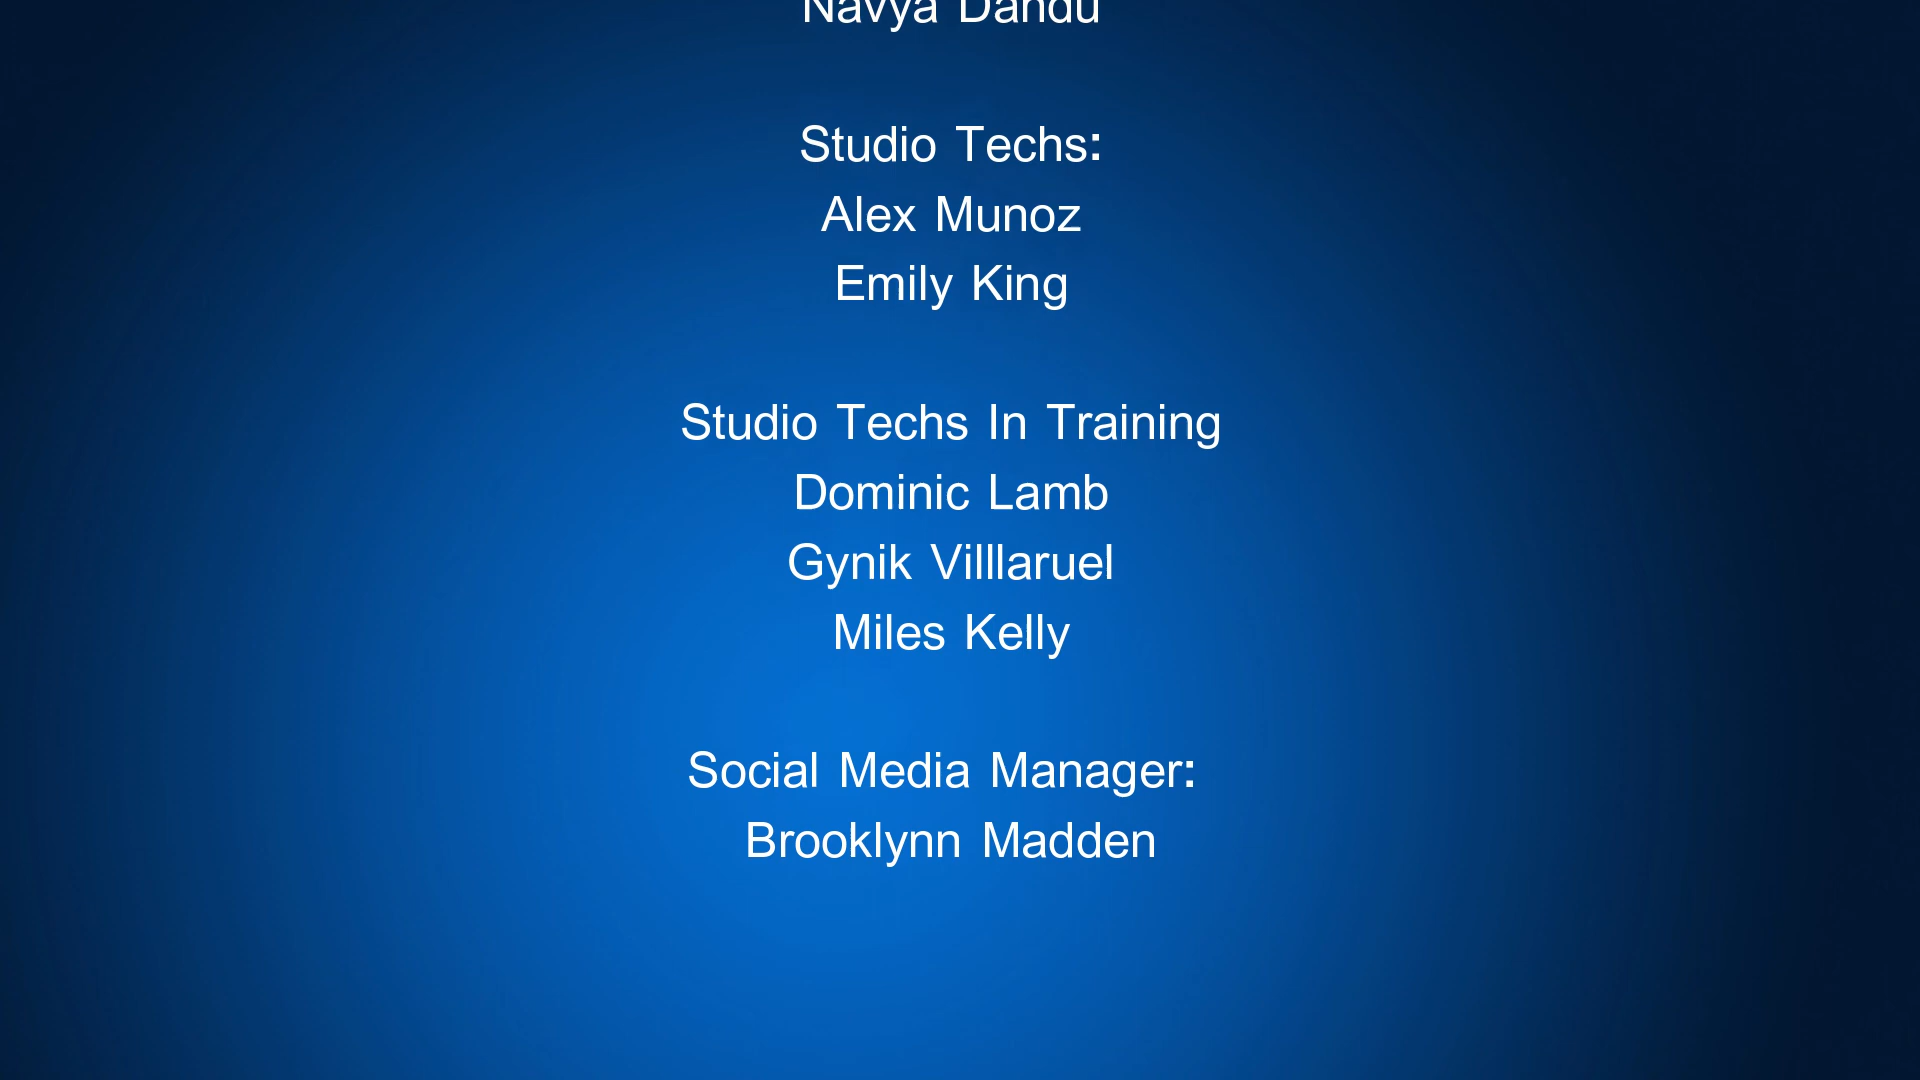 Navya Dandu
Studio Techs:
Alex Munoz
Emily King
Studio Techs In Training
Dominic Lamb
Gynik Villlaruel
Miles Kelly
Social Media Manager:
Brooklynn Madden